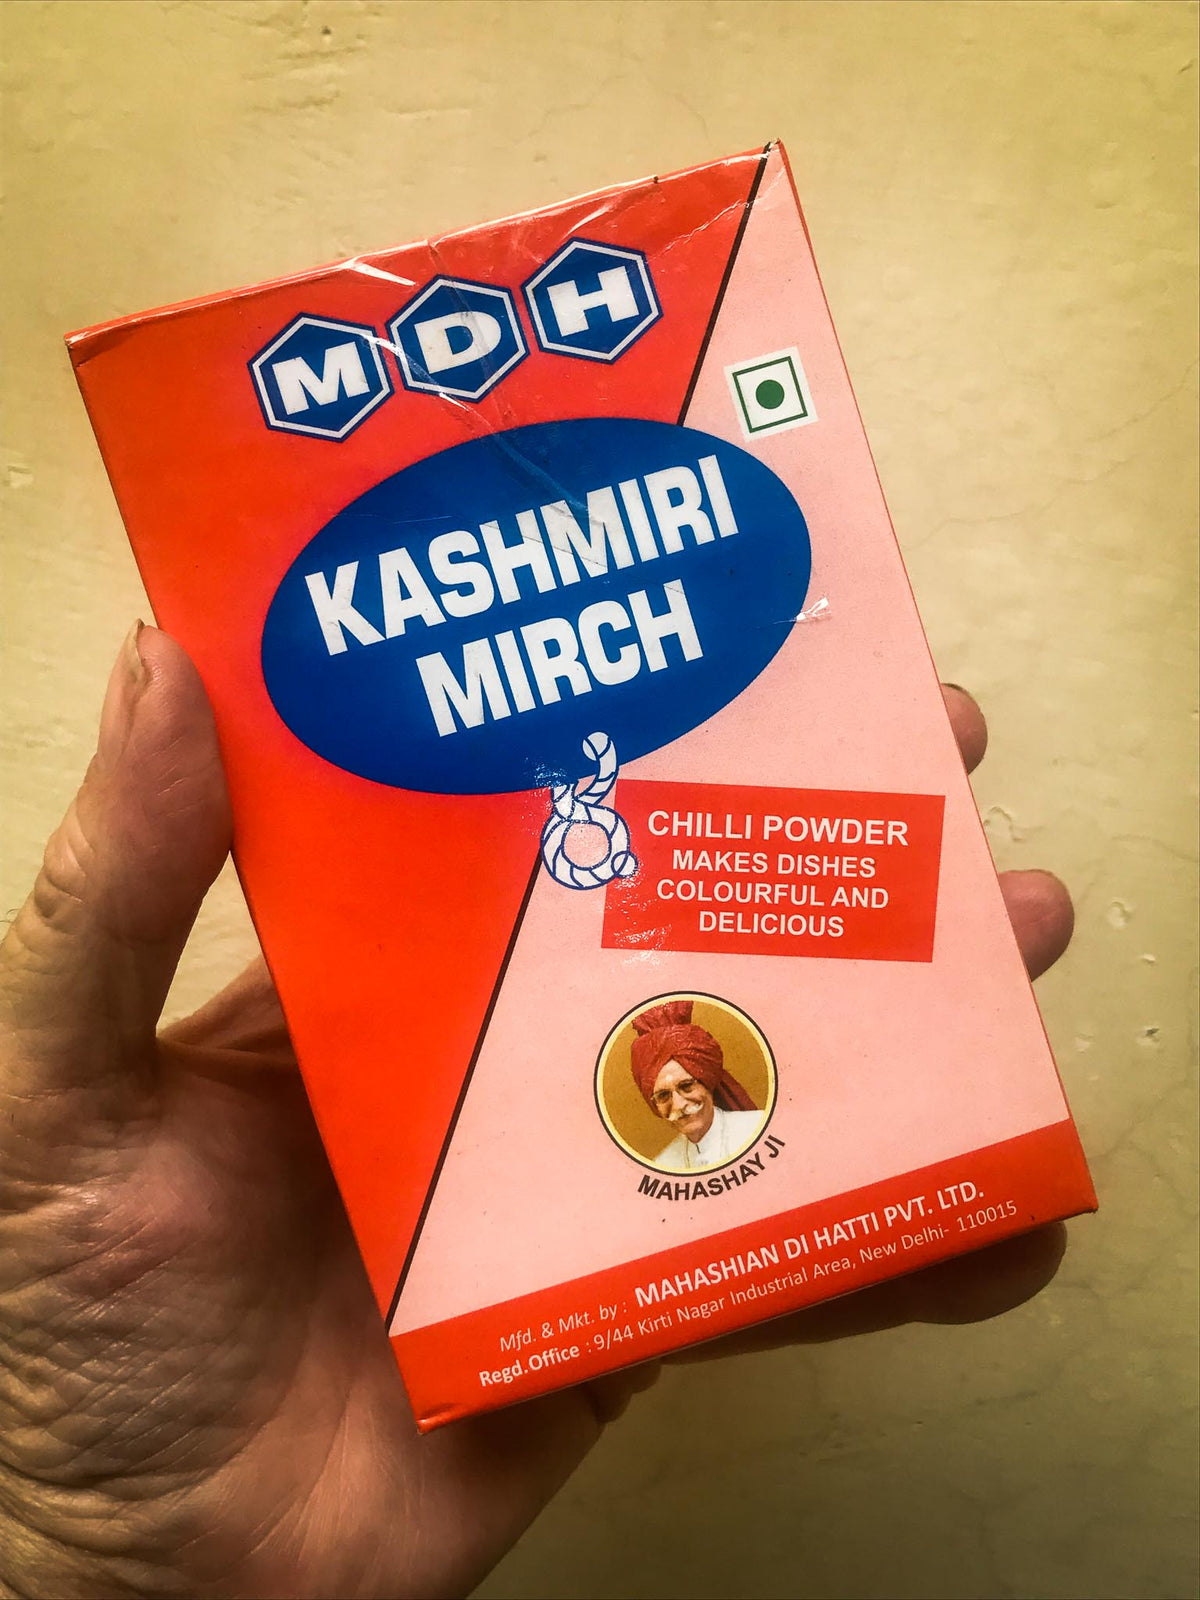 MDH
KASHMIRI
MIRCH
CHILLI POWDER
MAKES DISHES
COLOURFUL AND
DELICIOUS
MAHASHAY JI
Mfd. & Mkt. by : MAHASHIAN DI HATTI PVT. LTD.
Regd.Office : 9/44 Kirti Nagar Industrial Area, New Delhi- 110015